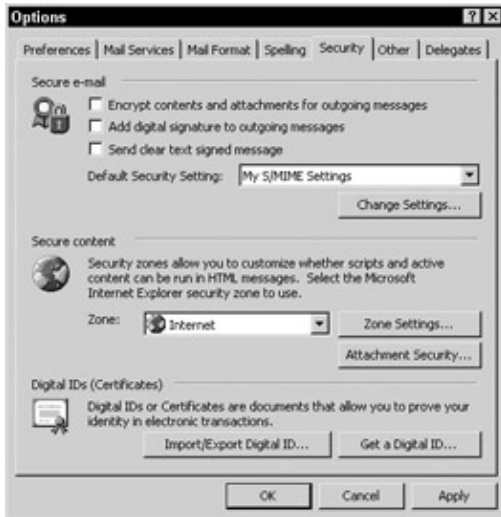 Options
Preferences Mail Services Mail Format Spelling Security Other Delegates
Secure e-mail
Encrypt contents and attachments for outgoing messages
Add digital signature to outgoing messages
Send clear text signed message
Default Security Setting: My S/MIME Settings
Change Settings...
Secure content
Security zones allow you to customize whether scripts and active
content can be run in HTML messages. Select the Microsoft
Internet Explorer security zone to use.
Zone: Internet Zone Settings...
Attachment Security...
Digital IDs (Certificates)
Digital IDs or Certificates are documents that allow you to prove your
identity in electronic transactions.
Import/Export Digital ID... Get a Digital ID...
OK Cancel Apply